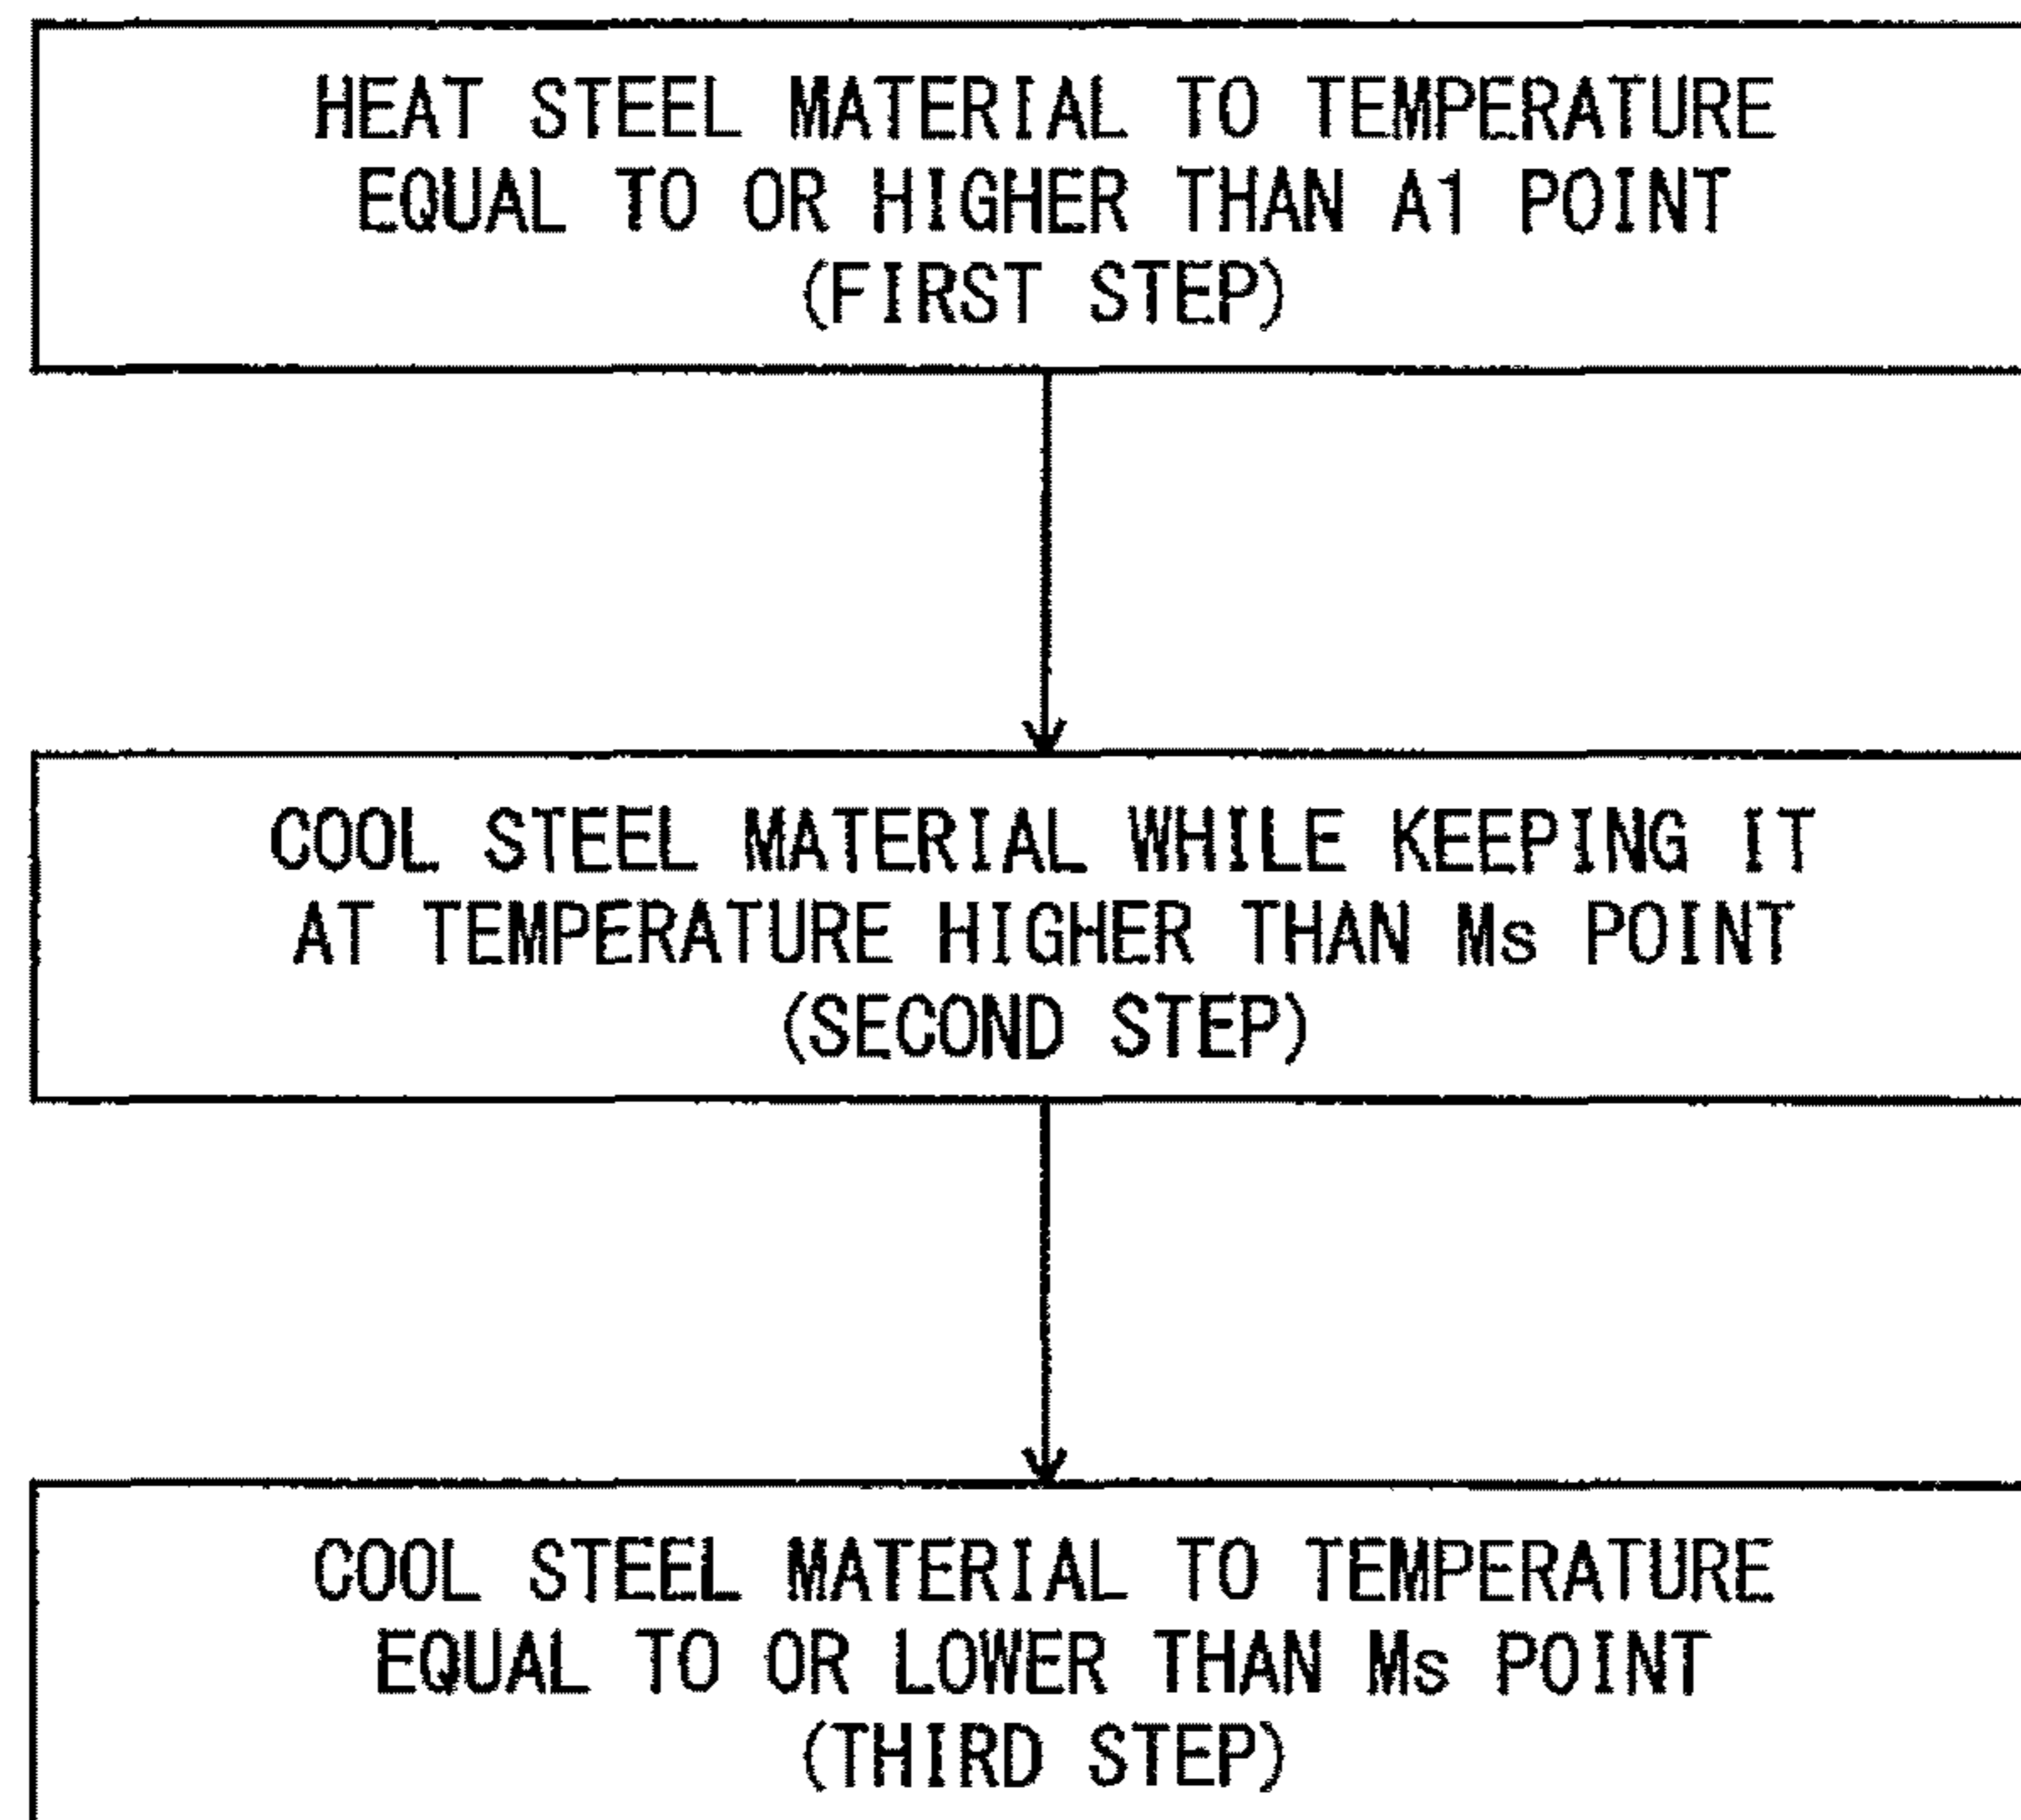 HEAT STEEL MATERIAL TO TEMPERATURE
EQUAL TO OR HIGHER THAN A1 POINT
(FIRST STEP)
COOL STEEL MATERIAL WHILE KEEPING IT
AT TEMPERATURE HIGHER THAN Ms POINT
(SECOND STEP)
COOL STEEL MATERIAL TO TEMPERATURE
EQUAL TO OR LOWER THAN Ms POINT
(THIRD STEP)